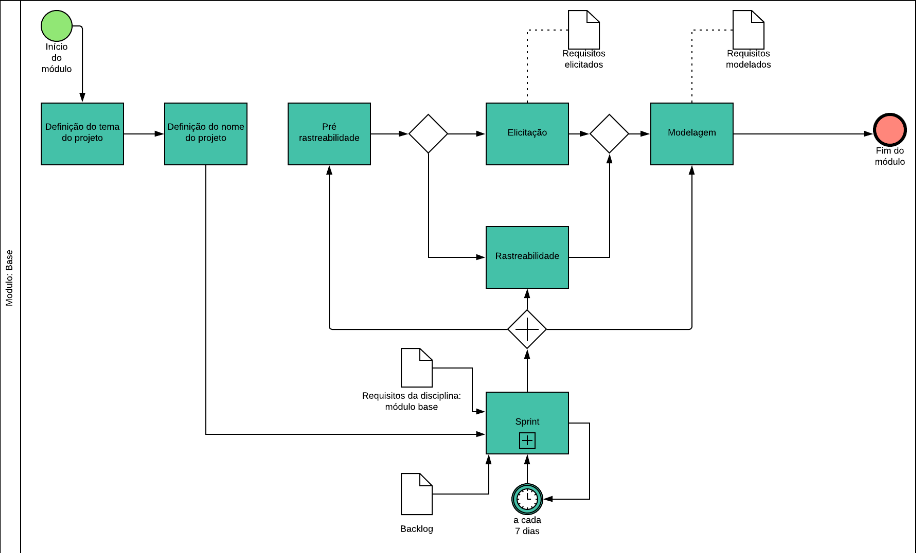 Início
do
módulo
Requisitos
elicitados
Requisitos
modelados
Definição do tema
do projeto
Definição do nome
do projeto
Pré
rastreabilidade
Elicitação
Modelagem
Fim do
módulo
Modulo: Base
Rastreabilidade
Requisitos da disciplina:
módulo base
Sprint
Backlog
a cada
7 dias